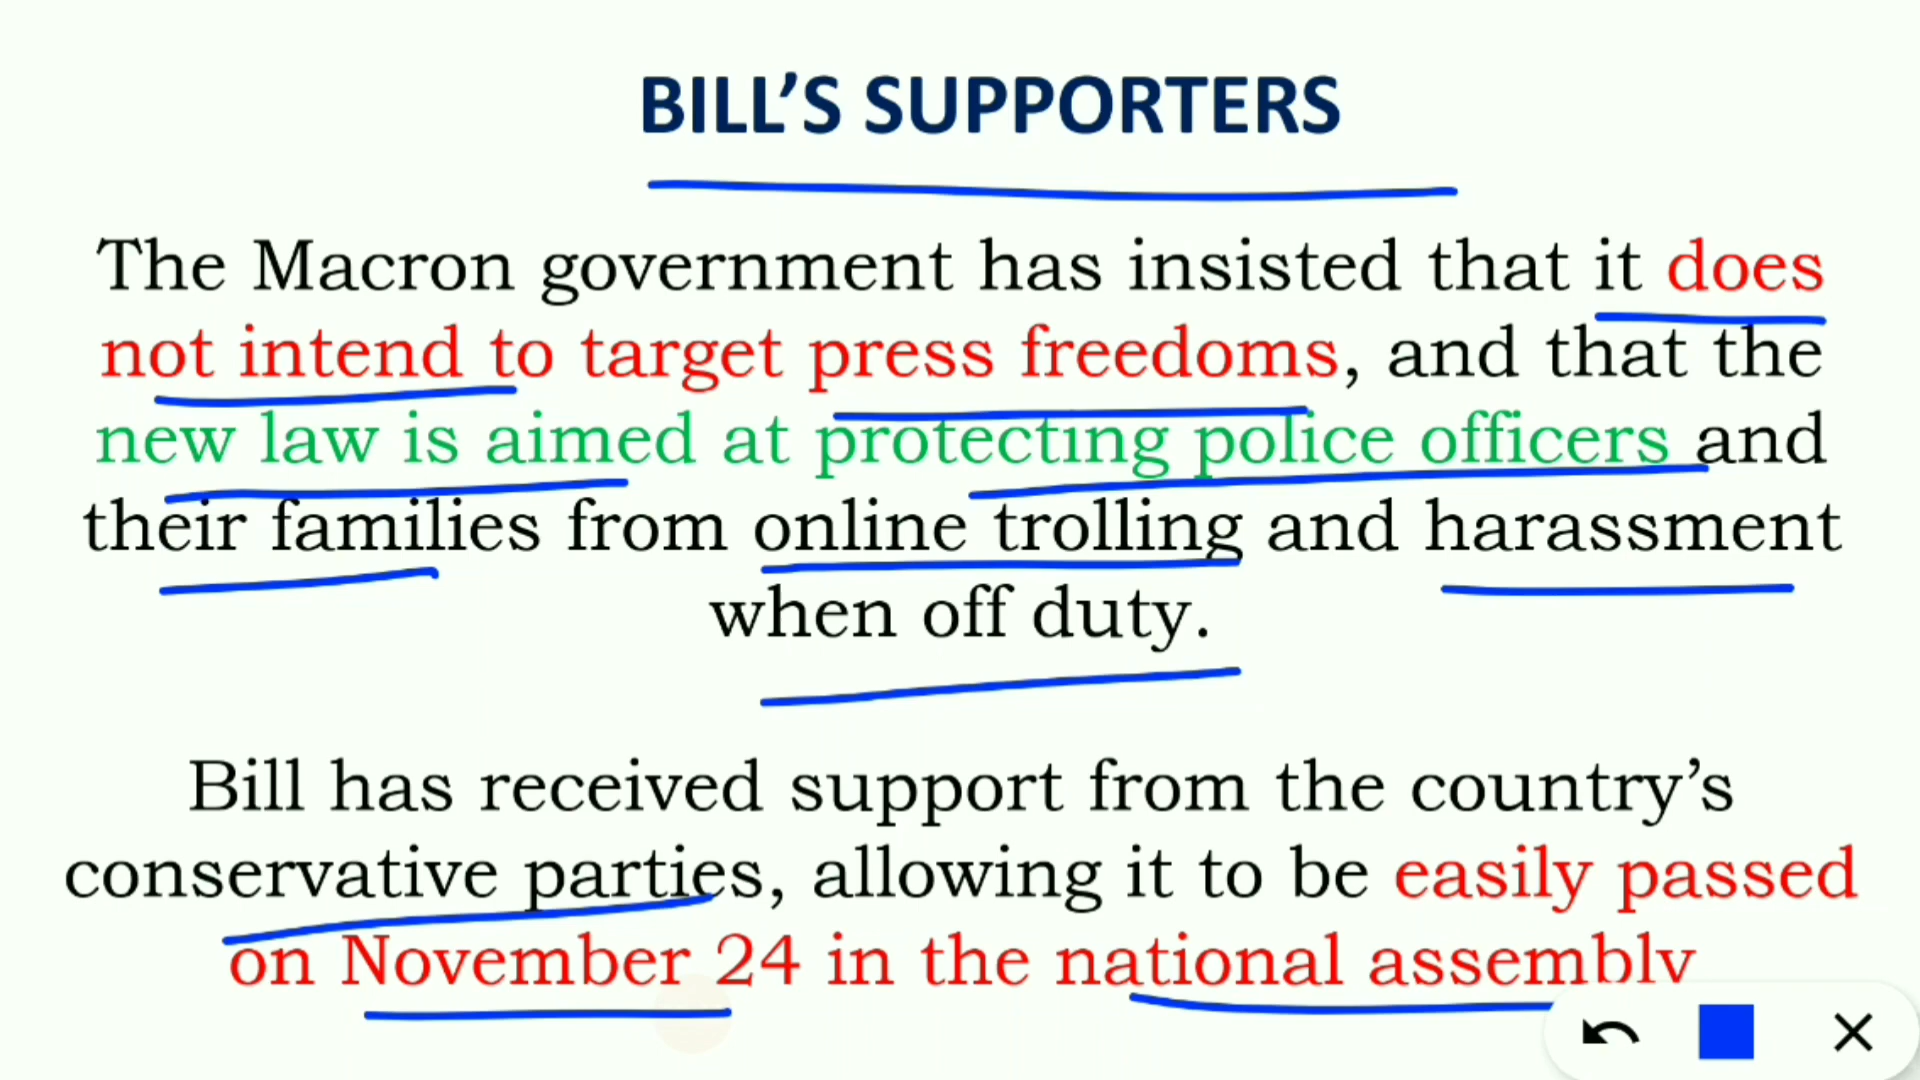 BILL’S SUPPORTERS
The Macron government has insisted that it does
not intend to target press freedoms, and that the
new law is aimed at protecting police officers and
their families from online trolling and harassment
when off duty.
Bill has received support from the country’s
conservative parties, allowing it to be easily passed
on November 24 in the national assembly